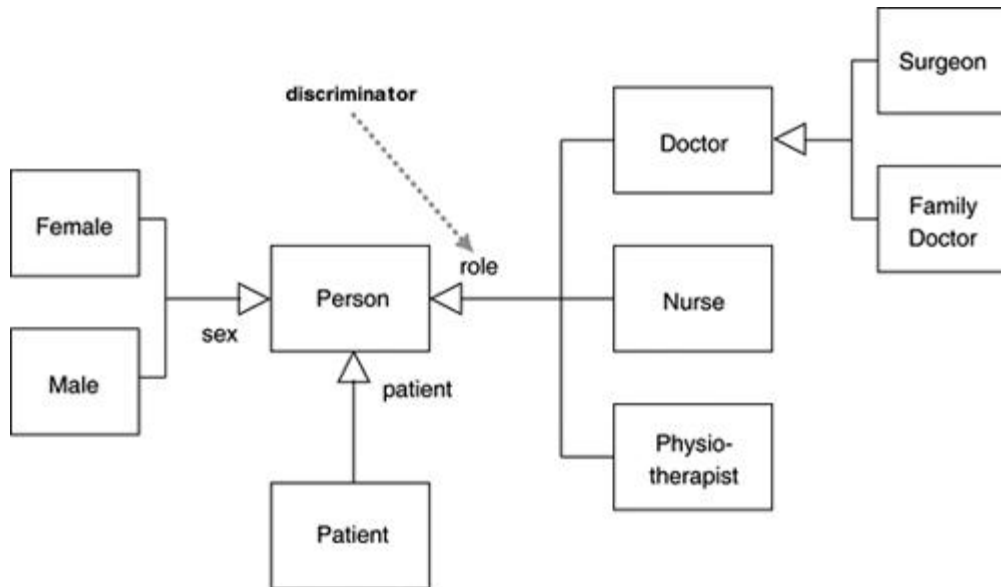 Surgeon
discriminator
Doctor
Female
Family
Doctor
role
Person
Nurse
sex
Male
patient
Physio-
therapist
Patient